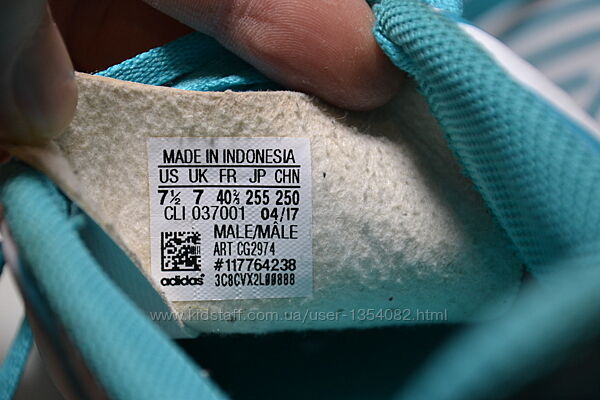 MADE IN INDONESIA
US UK FR JP CHN
7½ 7 40⅔ 255 250
CLI 037001 04/17
MALE/MÂLE
ART CG2974
#117764238
adidas® 3C8CVX2L00888
www.kidstaff.com.ua/user-1354082.html